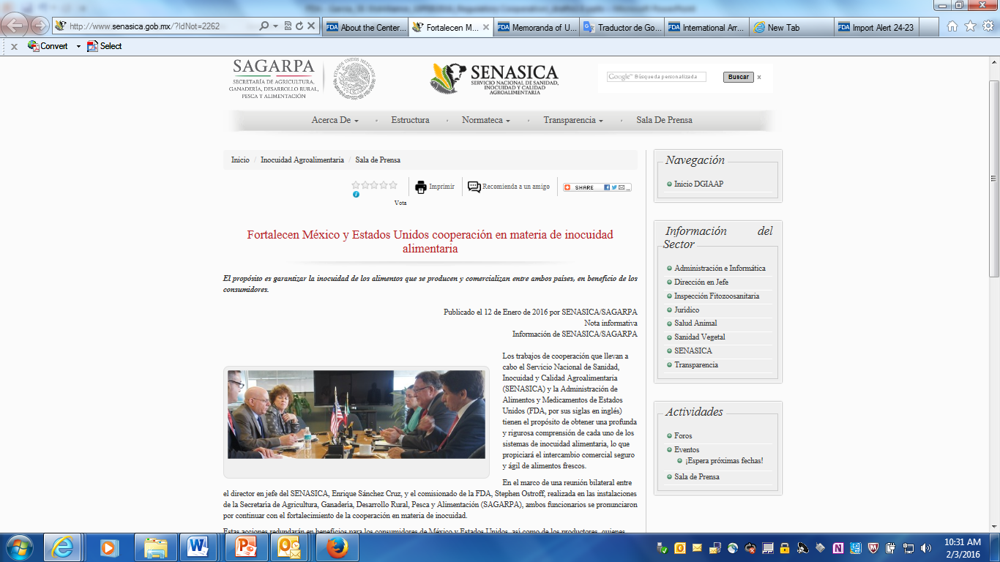 http://www.senasica.gob.mx/?IdNot=2262
About the Center...
Fortalecen M...
Memoranda of U...
Traductor de Go...
International Arr...
New Tab
Import Alert 24-23
Convert
Select
SAGARPA
SECRETARÍA DE AGRICULTURA,
GANADERÍA, DESARROLLO RURAL,
PESCA Y ALIMENTACIÓN
SENASICA
SERVICIO NACIONAL DE SANIDAD,
INOCUIDAD Y CALIDAD
AGROALIMENTARIA
Google™ Búsqueda personalizada
Buscar
x
Acerca De
Estructura
Normateca
Transparencia
Sala De Prensa
Inicio / Inocuidad Agroalimentaria / Sala de Prensa
Imprimir
Recomienda a un amigo
SHARE
Vota
Fortalecen México y Estados Unidos cooperación en materia de inocuidad
alimentaria
El propósito es garantizar la inocuidad de los alimentos que se producen y comercializan entre ambos países, en beneficio de los
consumidores.
Publicado el 12 de Enero de 2016 por SENASICA/SAGARPA
Nota informativa
Información de SENASICA/SAGARPA
Los trabajos de cooperación que llevan a
cabo el Servicio Nacional de Sanidad,
Inocuidad y Calidad Agroalimentaria
(SENASICA) y la Administración de
Alimentos y Medicamentos de Estados
Unidos (FDA, por sus siglas en inglés)
tienen el propósito de obtener una profunda
y rigurosa comprensión de cada uno de los
sistemas de inocuidad alimentaria, lo que
propiciará el intercambio comercial seguro
y ágil de alimentos frescos.
En el marco de una reunión bilateral entre
el director en jefe del SENASICA, Enrique Sánchez Cruz, y el comisionado de la FDA, Stephen Ostroff, realizada en las instalaciones
de la Secretaria de Agricultura, Ganadería, Desarrollo Rural, Pesca y Alimentación (SAGARPA), ambos funcionarios se pronunciaron
por continuar con el fortalecimiento de la cooperación en materia de inocuidad.
Estas acciones redundarán en beneficios para los consumidores de México y Estados Unidos, así como de los productores, quienes
Navegación
Inicio DGIAAP
Información del
Sector
Administración e Informática
Dirección en Jefe
Inspección Fitozoosanitaria
Jurídico
Salud Animal
Sanidad Vegetal
SENASICA
Transparencia
Actividades
Foros
Eventos
¡Espera próximas fechas!
Sala de Prensa
10:31 AM
2/3/2016